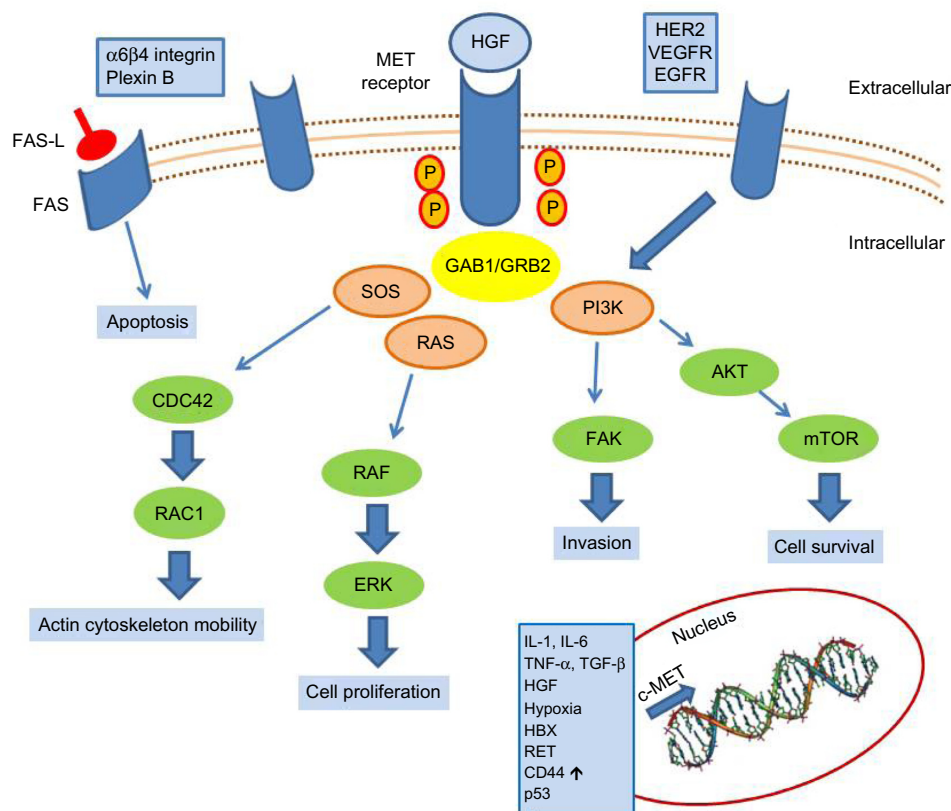 α6β4 integrin
Plexin B
MET
receptor
HGF
HER2
VEGFR
EGFR
Extracellular
FAS-L
FAS
P
P
P
P
Intracellular
GAB1/GRB2
SOS
PI3K
Apoptosis
RAS
AKT
CDC42
FAK
mTOR
RAF
RAC1
Invasion
Cell survival
ERK
Actin cytoskeleton mobility
Cell proliferation
Nucleus
c-MET
IL-1, IL-6
TNF-α, TGF-β
HGF
Hypoxia
HBX
RET
CD44 ↑
p53